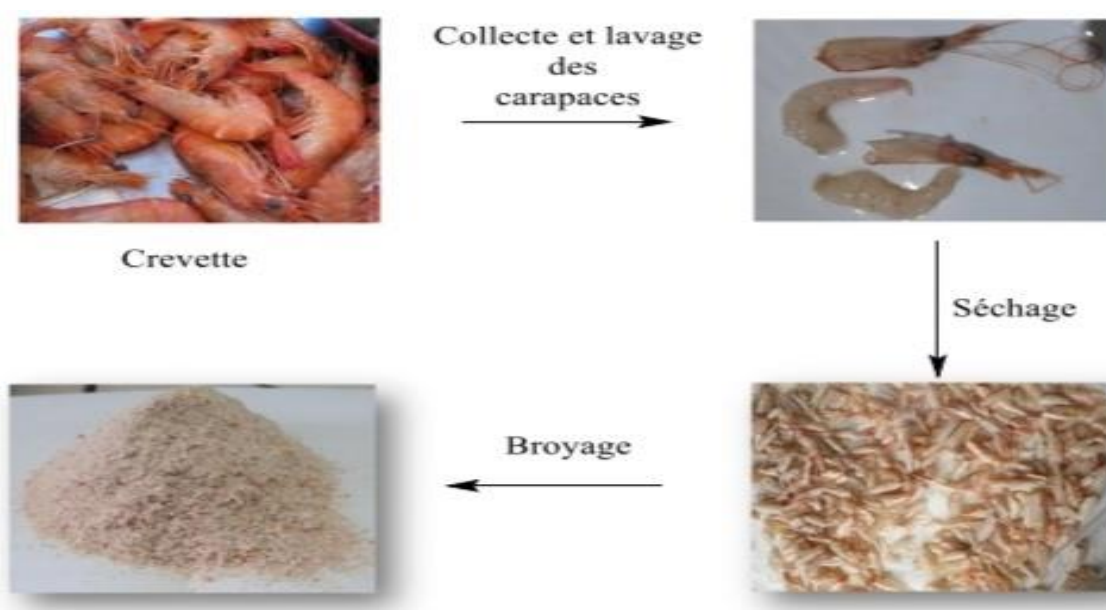 Collecte et lavage
des
carapaces
Crevette
Séchage
Broyage